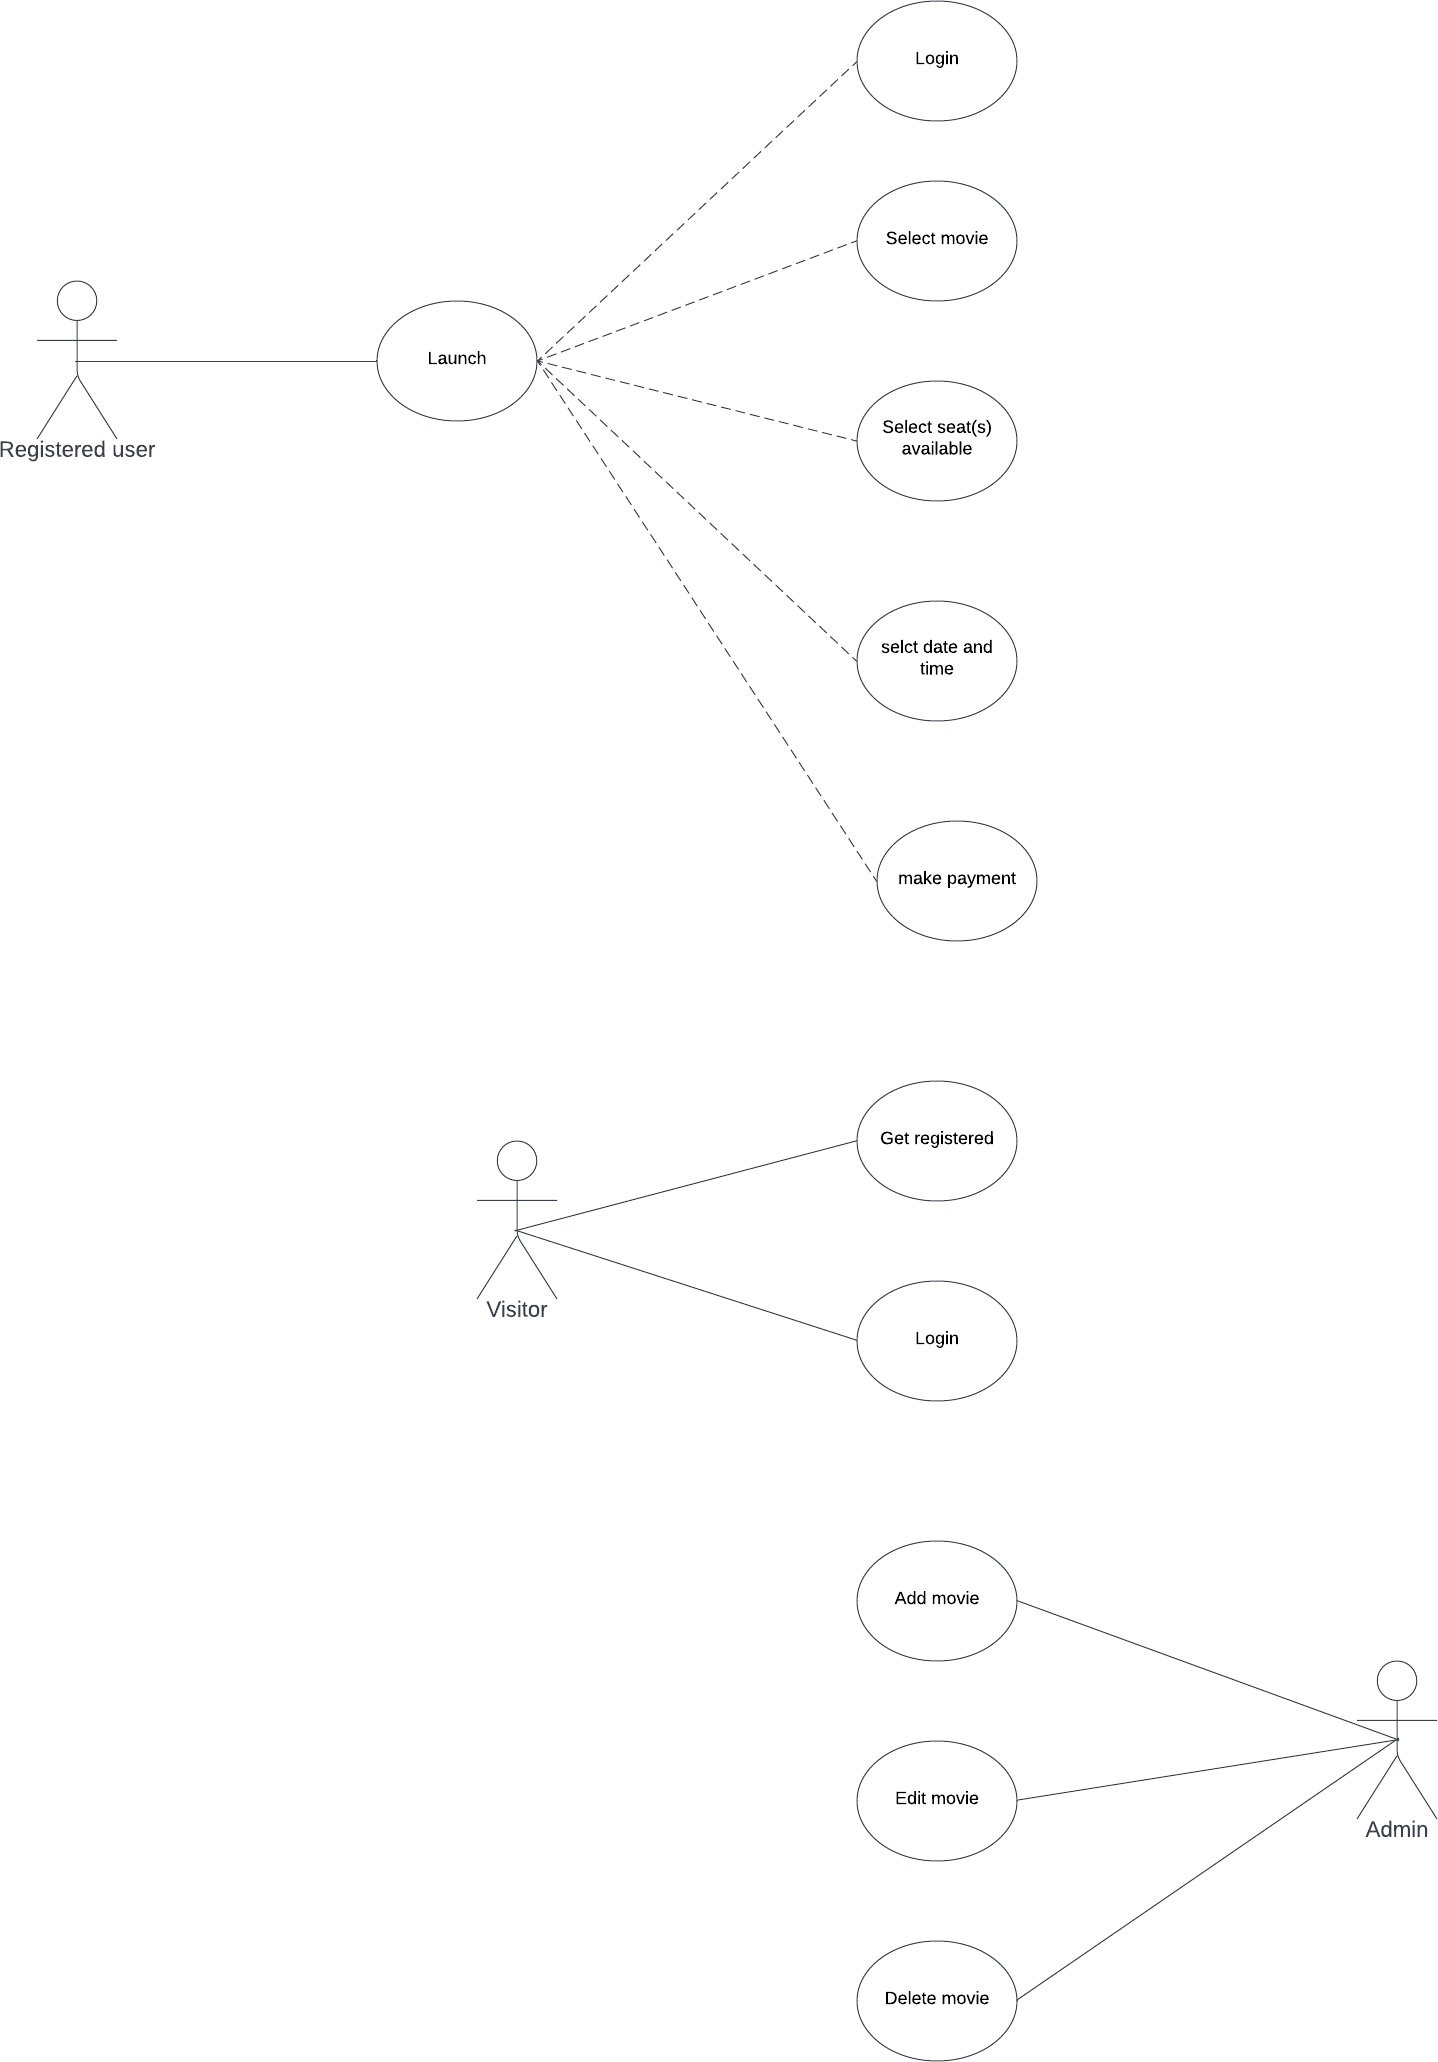 Login
Select movie
Launch
Registered user
Select seat(s)
available
selct date and
time
make payment
Get registered
Visitor
Login
Add movie
Edit movie
Admin
Delete movie